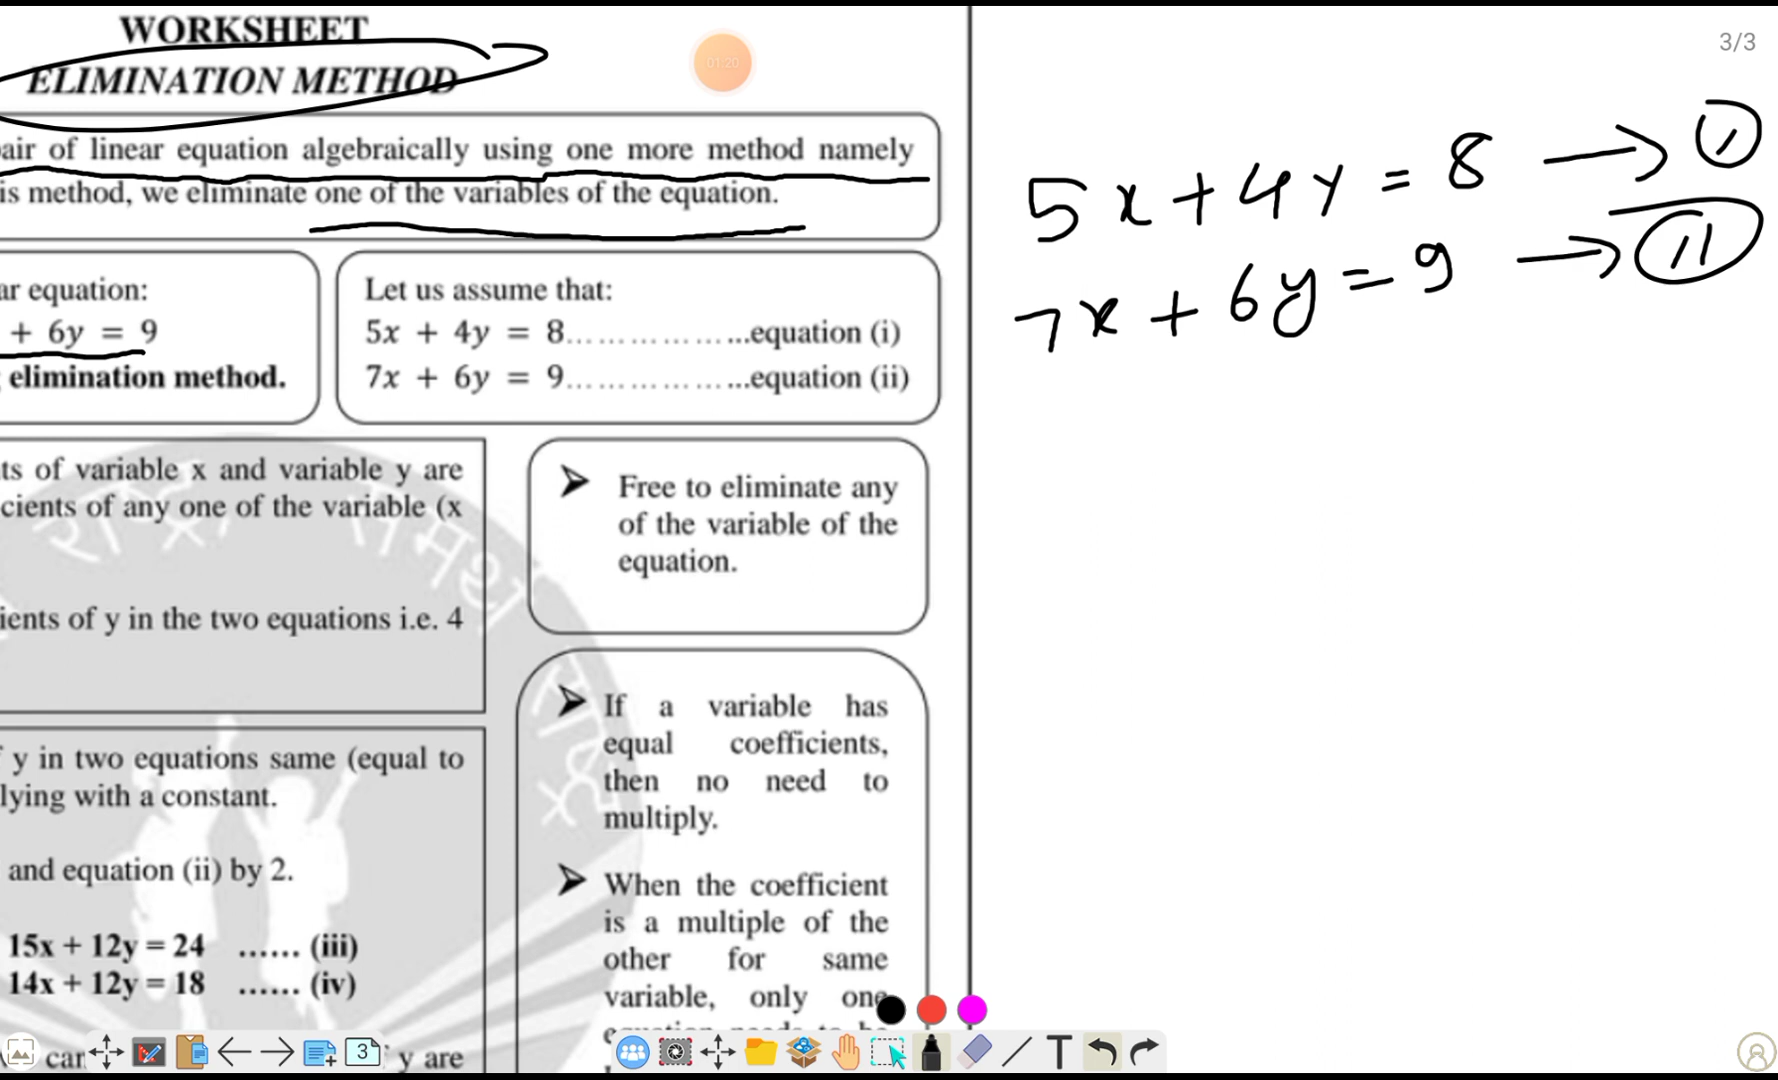 WORKSHEET
ELIMINATION METHOD
air of linear equation algebraically using one more method namely
is method, we eliminate one of the variables of the equation.
ar equation:
+ 6y = 9
elimination method.
Let us assume that:
5x + 4y = 8..................equation (i)
7x + 6y = 9..................equation (ii)
ts of variable x and variable y are
cients of any one of the variable (x
ients of y in the two equations i.e. 4
y in two equations same (equal to
lying with a constant.
and equation (ii) by 2.
15x + 12y = 24 ...... (iii)
14x + 12y = 18 ...... (iv)
car
y are
➤ Free to eliminate any
of the variable of the
equation.
➤ If a variable has
equal coefficients,
then no need to
multiply.
➤ When the coefficient
is a multiple of the
other for same
variable, only one
01:20
3/3
5x + 4y = 8 → I
7x + 6y = 9 → II
3
T